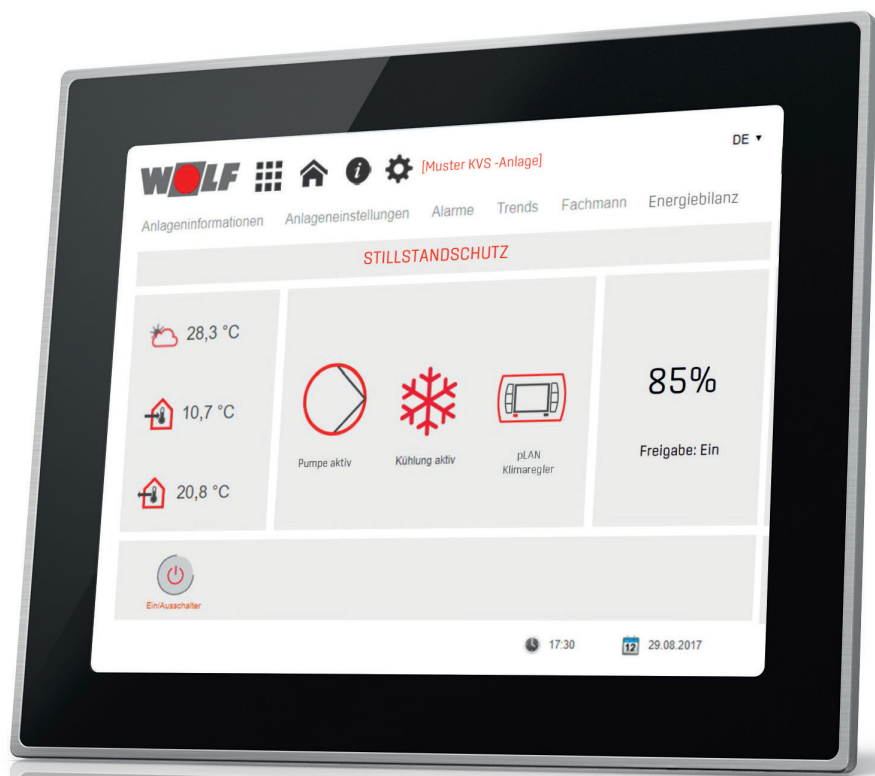 WOLF
[Muster KVS -Anlage]
DE
Anlageninformationen Anlageneinstellungen Alarme Trends Fachmann Energiebilanz
STILLSTANDSCHUTZ
28,3 °C
10,7 °C
20,8 °C
Pumpe aktiv
Kühlung aktiv
pLAN
Klimaregler
85%
Freigabe: Ein
Ein/Ausschalter
17:30
12
29.08.2017